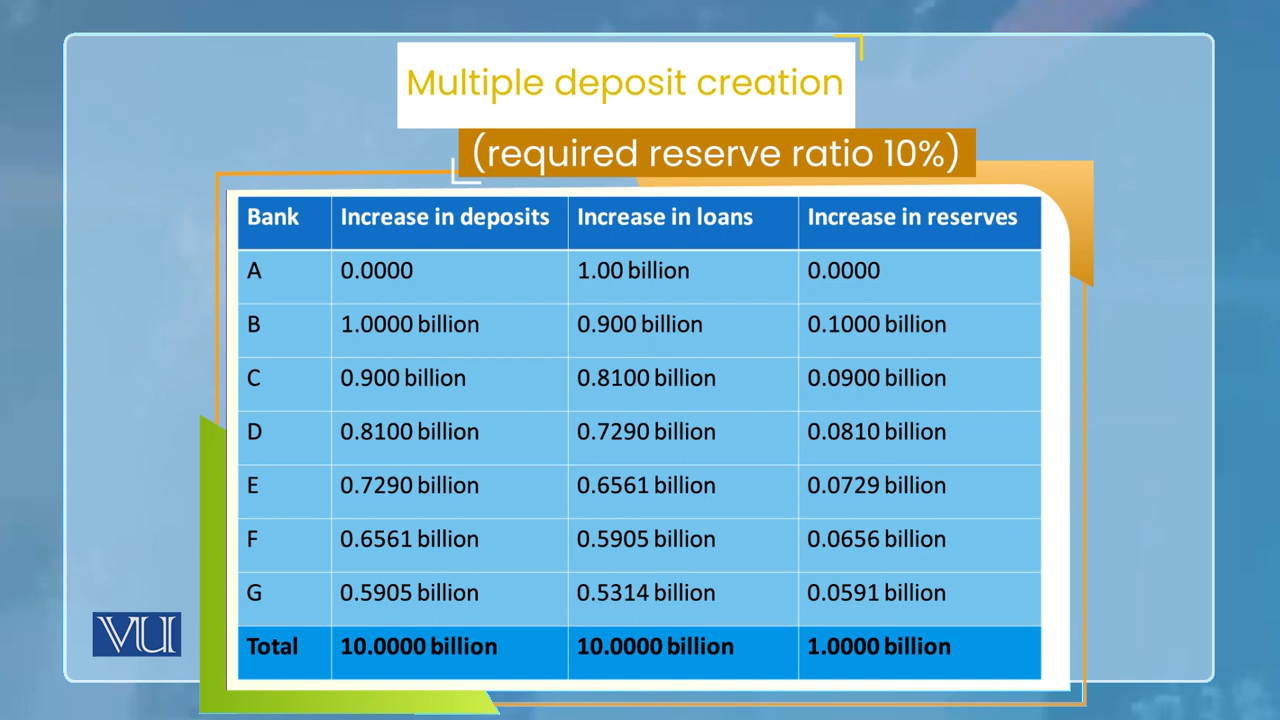 Multiple deposit creation
(required reserve ratio 10%)
Bank Increase in deposits Increase in loans Increase in reserves
A 0.0000 1.00 billion 0.0000
B 1.0000 billion 0.900 billion 0.1000 billion
C 0.900 billion 0.8100 billion 0.0900 billion
D 0.8100 billion 0.7290 billion 0.0810 billion
E 0.7290 billion 0.6561 billion 0.0729 billion
F 0.6561 billion 0.5905 billion 0.0656 billion
G 0.5905 billion 0.5314 billion 0.0591 billion
Total 10.0000 billion 10.0000 billion 1.0000 billion
VU